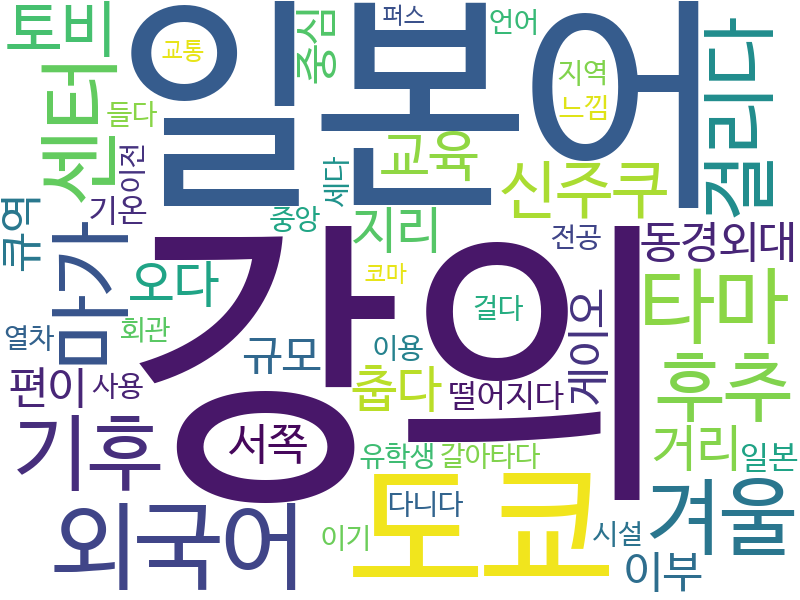 토비
일본어
교통
중심
퍼스
언어
지역
느낌
걸리다
센터
들다
이전
교육
세다
신주쿠
기온
중앙
지리
전공
동경외대
큐역
마가
오다
코마
걸다
타마
열차
회관
규모
이용
게이오
강의
편이
사용
춥다
떨어지다
후추
기후
서쪽
유학생
갈아타다
거리
일본
외국어
도쿄
다니다
이기
시설
겨울
이부